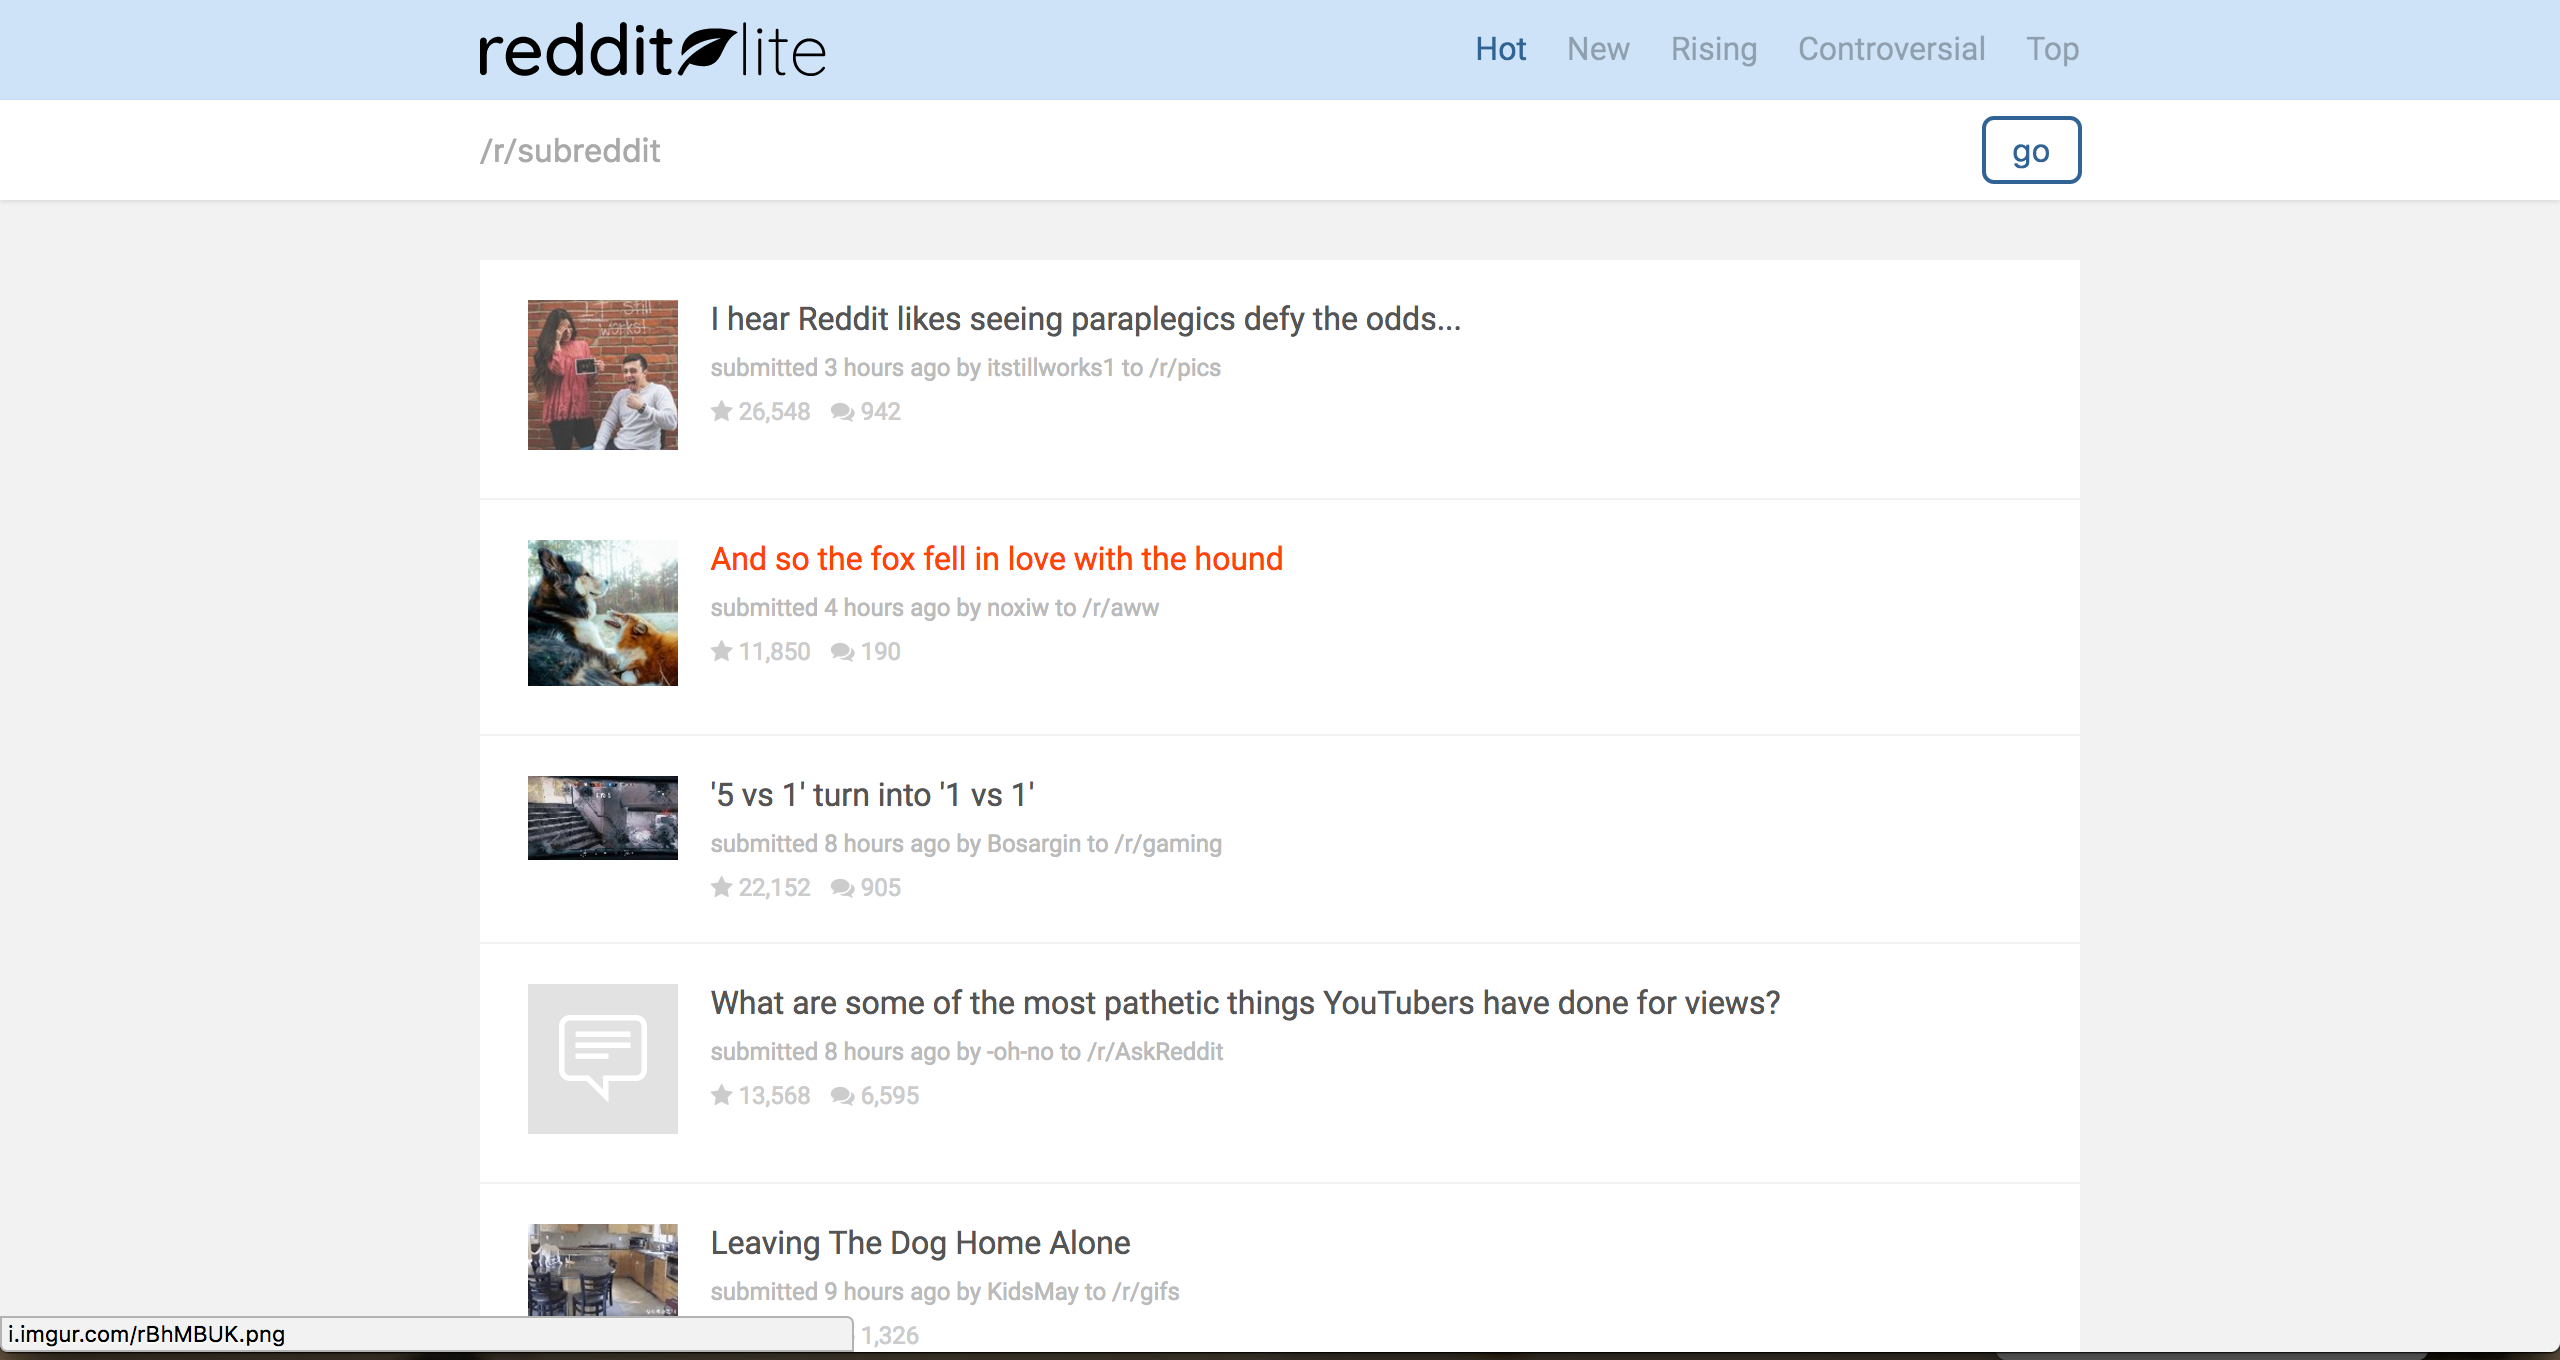 reddit lite
Hot New Rising Controversial Top
/r/subreddit
go
I hear Reddit likes seeing paraplegics defy the odds...
submitted 3 hours ago by itstillworks1 to /r/pics
26,548 942
It still
works!
And so the fox fell in love with the hound
submitted 4 hours ago by noxiw to /r/aww
11,850 190
'5 vs 1' turn into '1 vs 1'
submitted 8 hours ago by Bosargin to /r/gaming
22,152 905
What are some of the most pathetic things YouTubers have done for views?
submitted 8 hours ago by -oh-no to /r/AskReddit
13,568 6,595
Leaving The Dog Home Alone
submitted 9 hours ago by KidsMay to /r/gifs
1,326
i.imgur.com/rBhMBUK.png